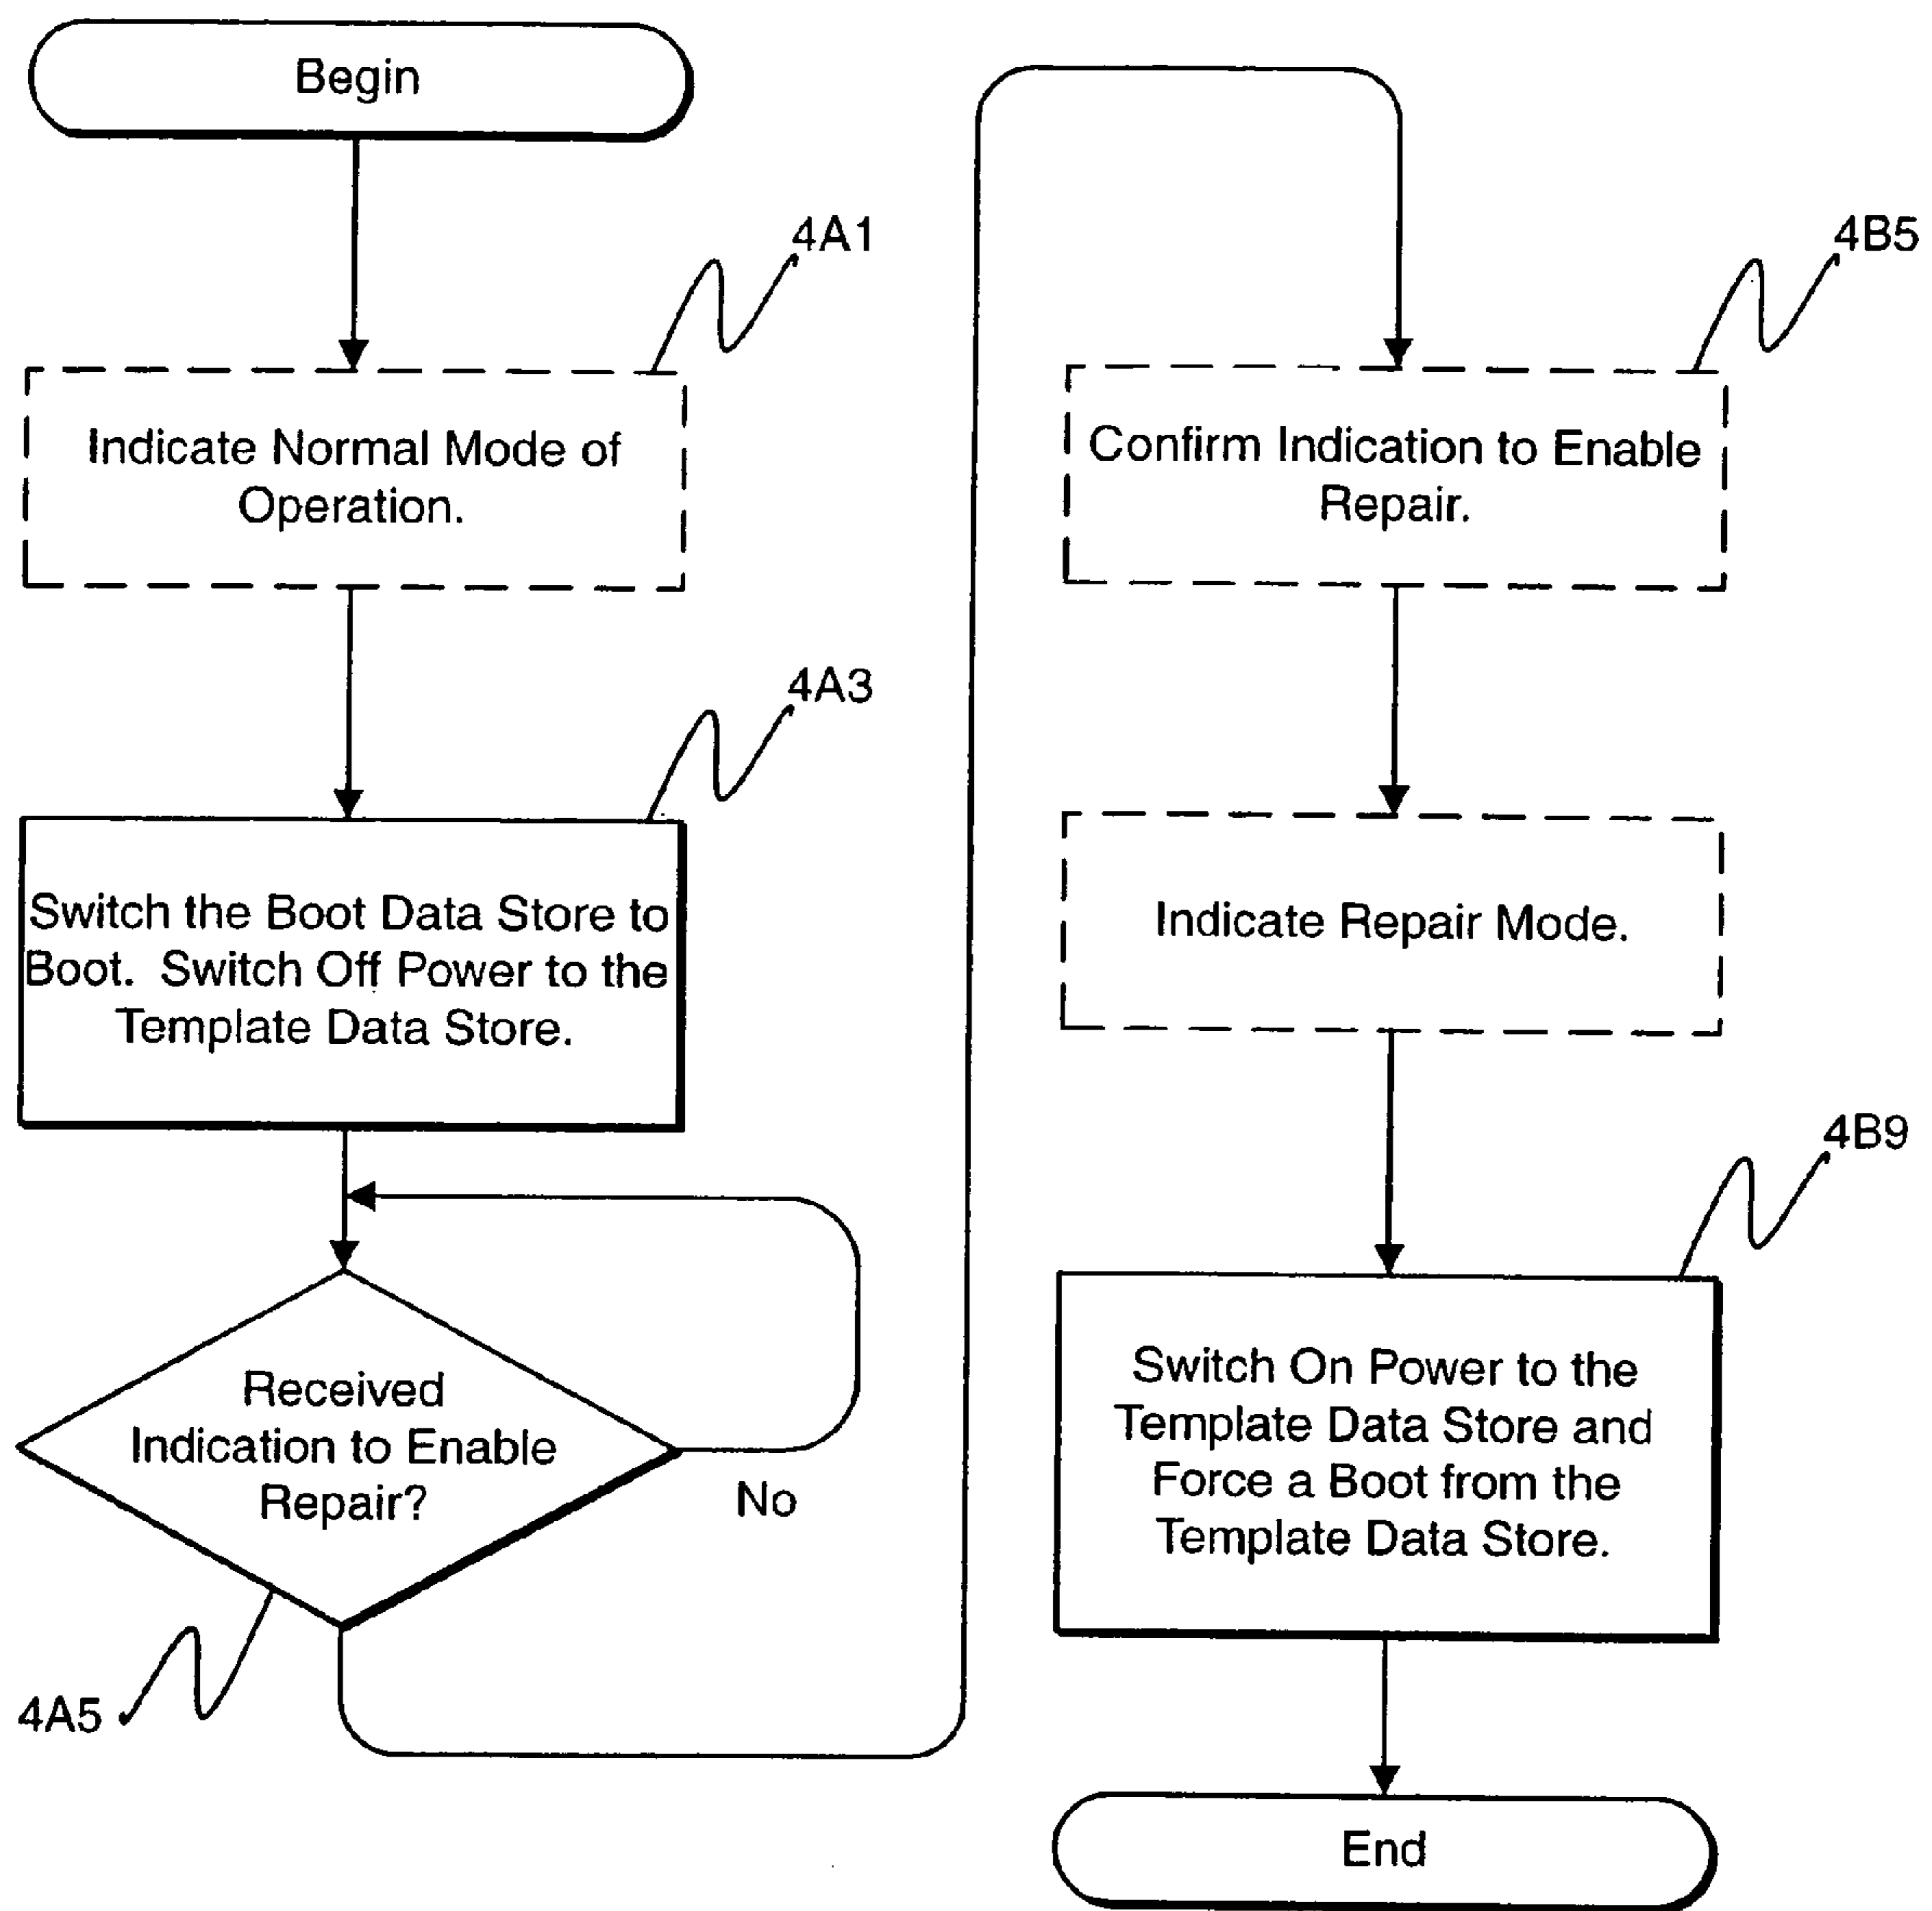 Begin
4A1
Indicate Normal Mode of
Operation.
4A3
Switch the Boot Data Store to
Boot. Switch Off Power to the
Template Data Store.
Received
Indication to Enable
Repair?
No
4A5
4B5
Confirm Indication to Enable
Repair.
Indicate Repair Mode.
4B9
Switch On Power to the
Template Data Store and
Force a Boot from the
Template Data Store.
End